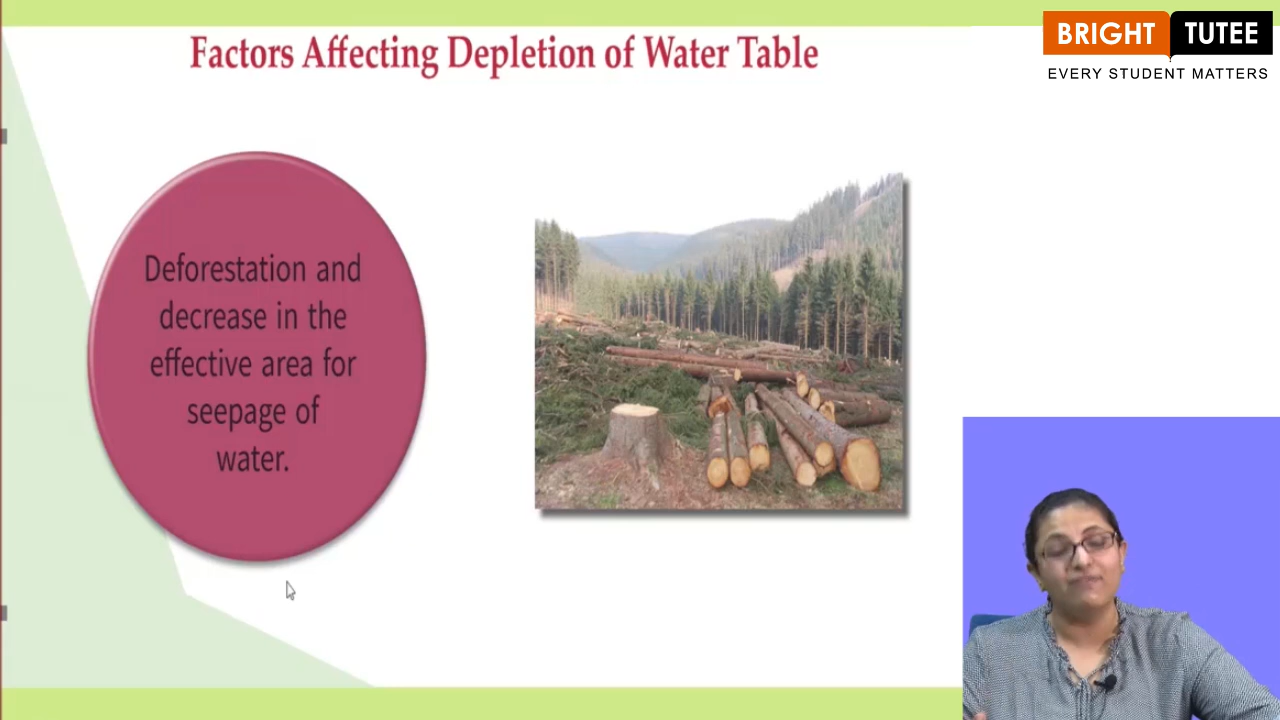 Factors Affecting Depletion of Water Table
BRIGHT TUTEE
EVERY STUDENT MATTERS
Deforestation and
decrease in the
effective area for
seepage of
water.